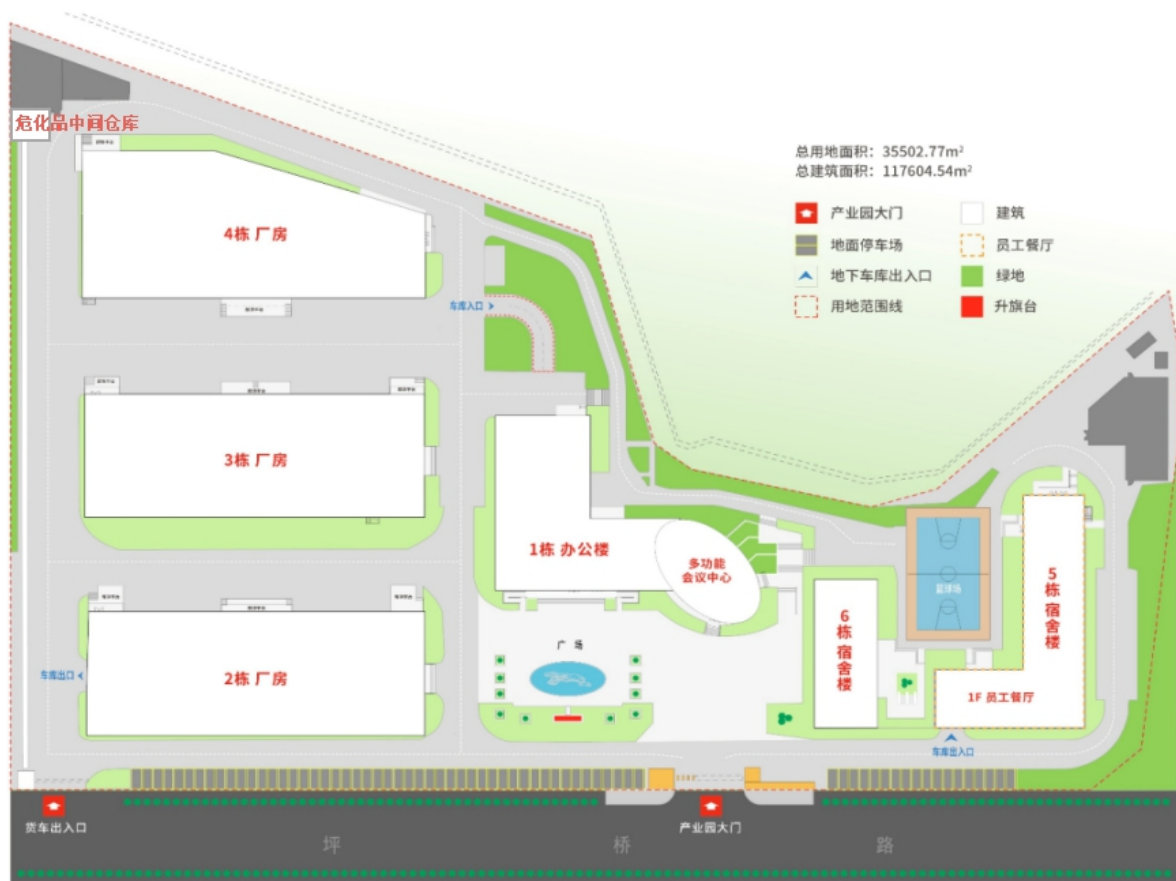 危化品中间仓库
总用地面积：35502.77m²
总建筑面积：117604.54m²
产业园大门
建筑
地面停车场
员工餐厅
地下车库出入口
绿地
用地范围线
升旗台
4栋 厂房
车库入口
3栋 厂房
1栋 办公楼
多功能
会议中心
篮球场
5栋 宿舍楼
6栋 宿舍楼
广 场
2栋 厂房
车库出口
1F 员工餐厅
车库出入口
货车出入口
产业园大门
坪 桥 路